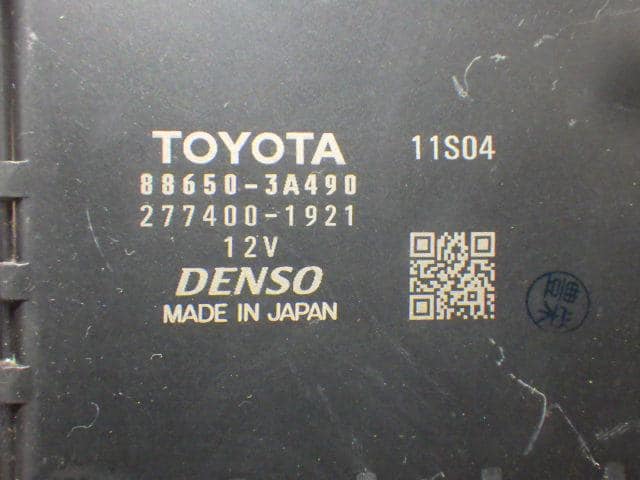 TOYOTA 11S04
88650-3A490
277400-1921
12V
DENSO
MADE IN JAPAN